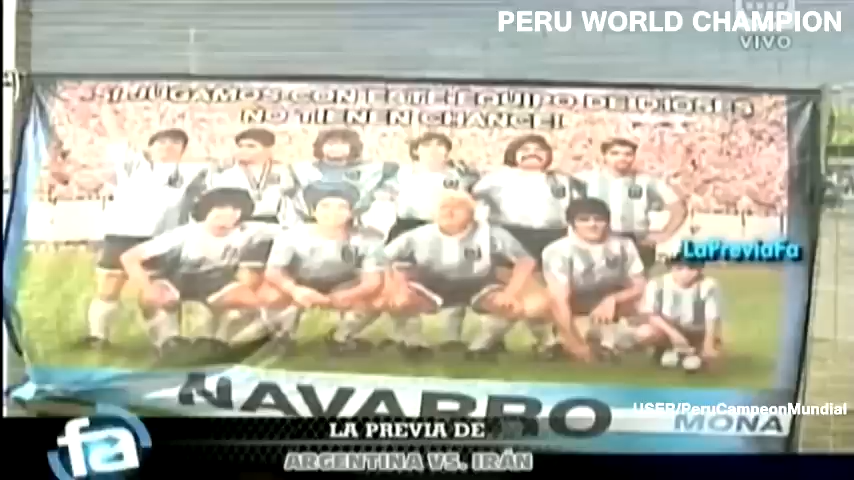 PERU WORLD CHAMPION
VIVO
SI JUGAMOS CON ESTE EQUIPO DE DIOSES
NO TIENEN CHANCE!
#LaPreviaFa
NAVARRO
MONA
USER/PeruCampeonMundial
fa
LA PREVIA DE
ARGENTINA VS. IRÁN